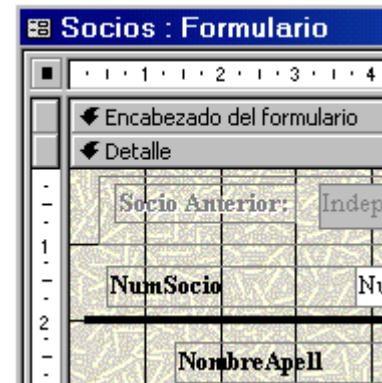 Socios : Formulario
1 2 3 4
Encabezado del formulario
Detalle
Socio Anterior:
1
NumSocio
2
NombreApell